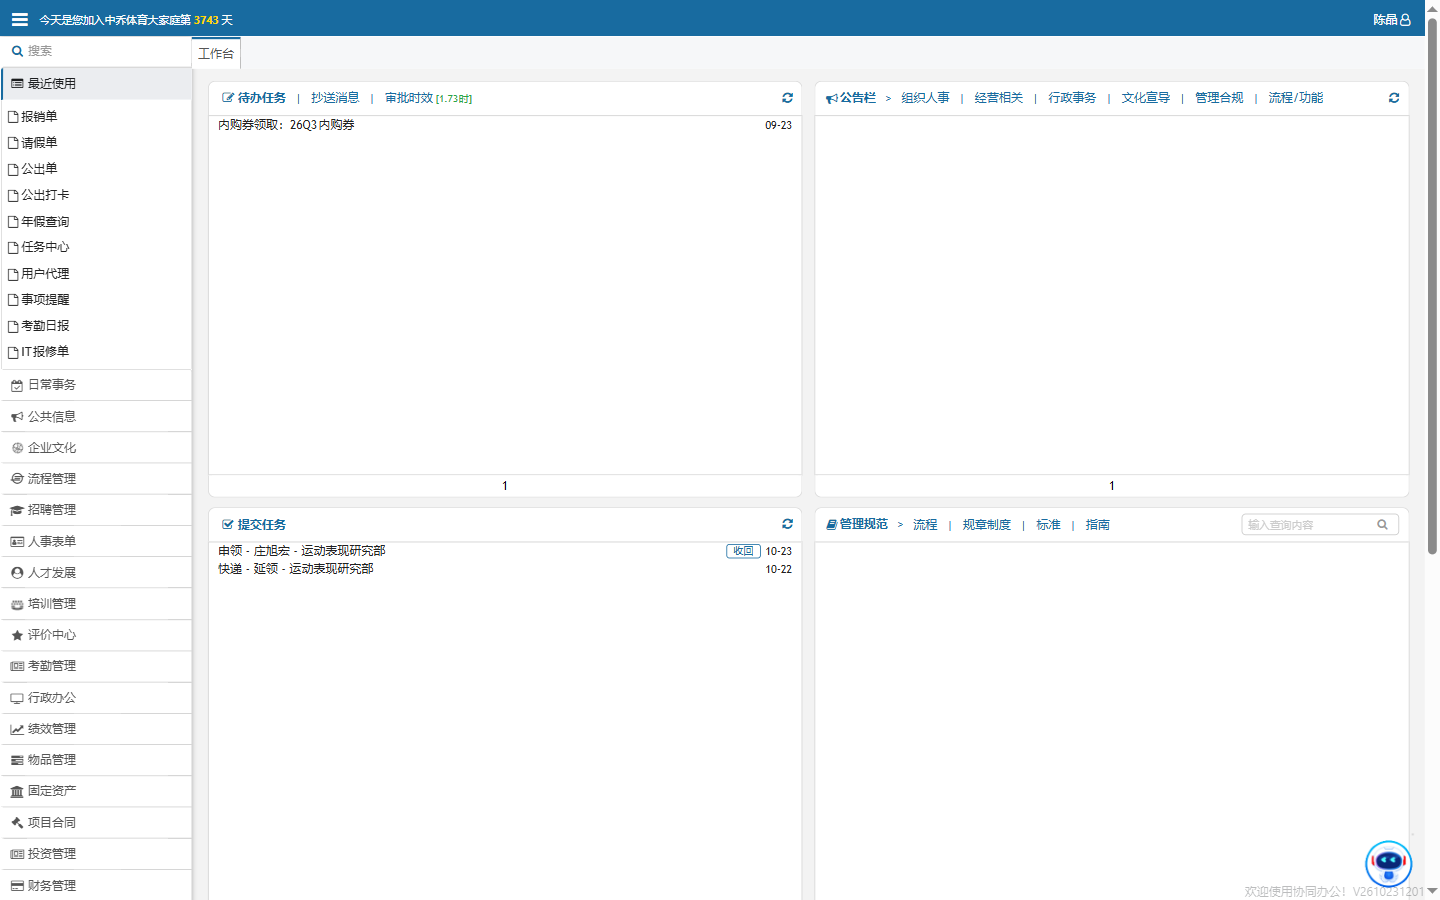 今天是您加入中乔体育大家庭第 3743 天
陈晶
搜索
工作台
最近使用
报销单
请假单
公出单
公出打卡
年假查询
任务中心
用户代理
事项提醒
考勤日报
IT报修单
日常事务
公共信息
企业文化
流程管理
招聘管理
人事表单
人才发展
培训管理
评价中心
考勤管理
行政办公
绩效管理
物品管理
固定资产
项目合同
投资管理
财务管理
待办任务 | 抄送消息 | 审批时效 [1.73时]
内购券领取：26Q3内购券 09-23
1
公告栏 > 组织人事 | 经营相关 | 行政事务 | 文化宣导 | 管理合规 | 流程/功能
1
提交任务
申领 - 庄旭宏 - 运动表现研究部 收回 10-23
快递 - 延领 - 运动表现研究部 10-22
管理规范 > 流程 | 规章制度 | 标准 | 指南
输入查询内容
欢迎使用协同办公！V2610231201